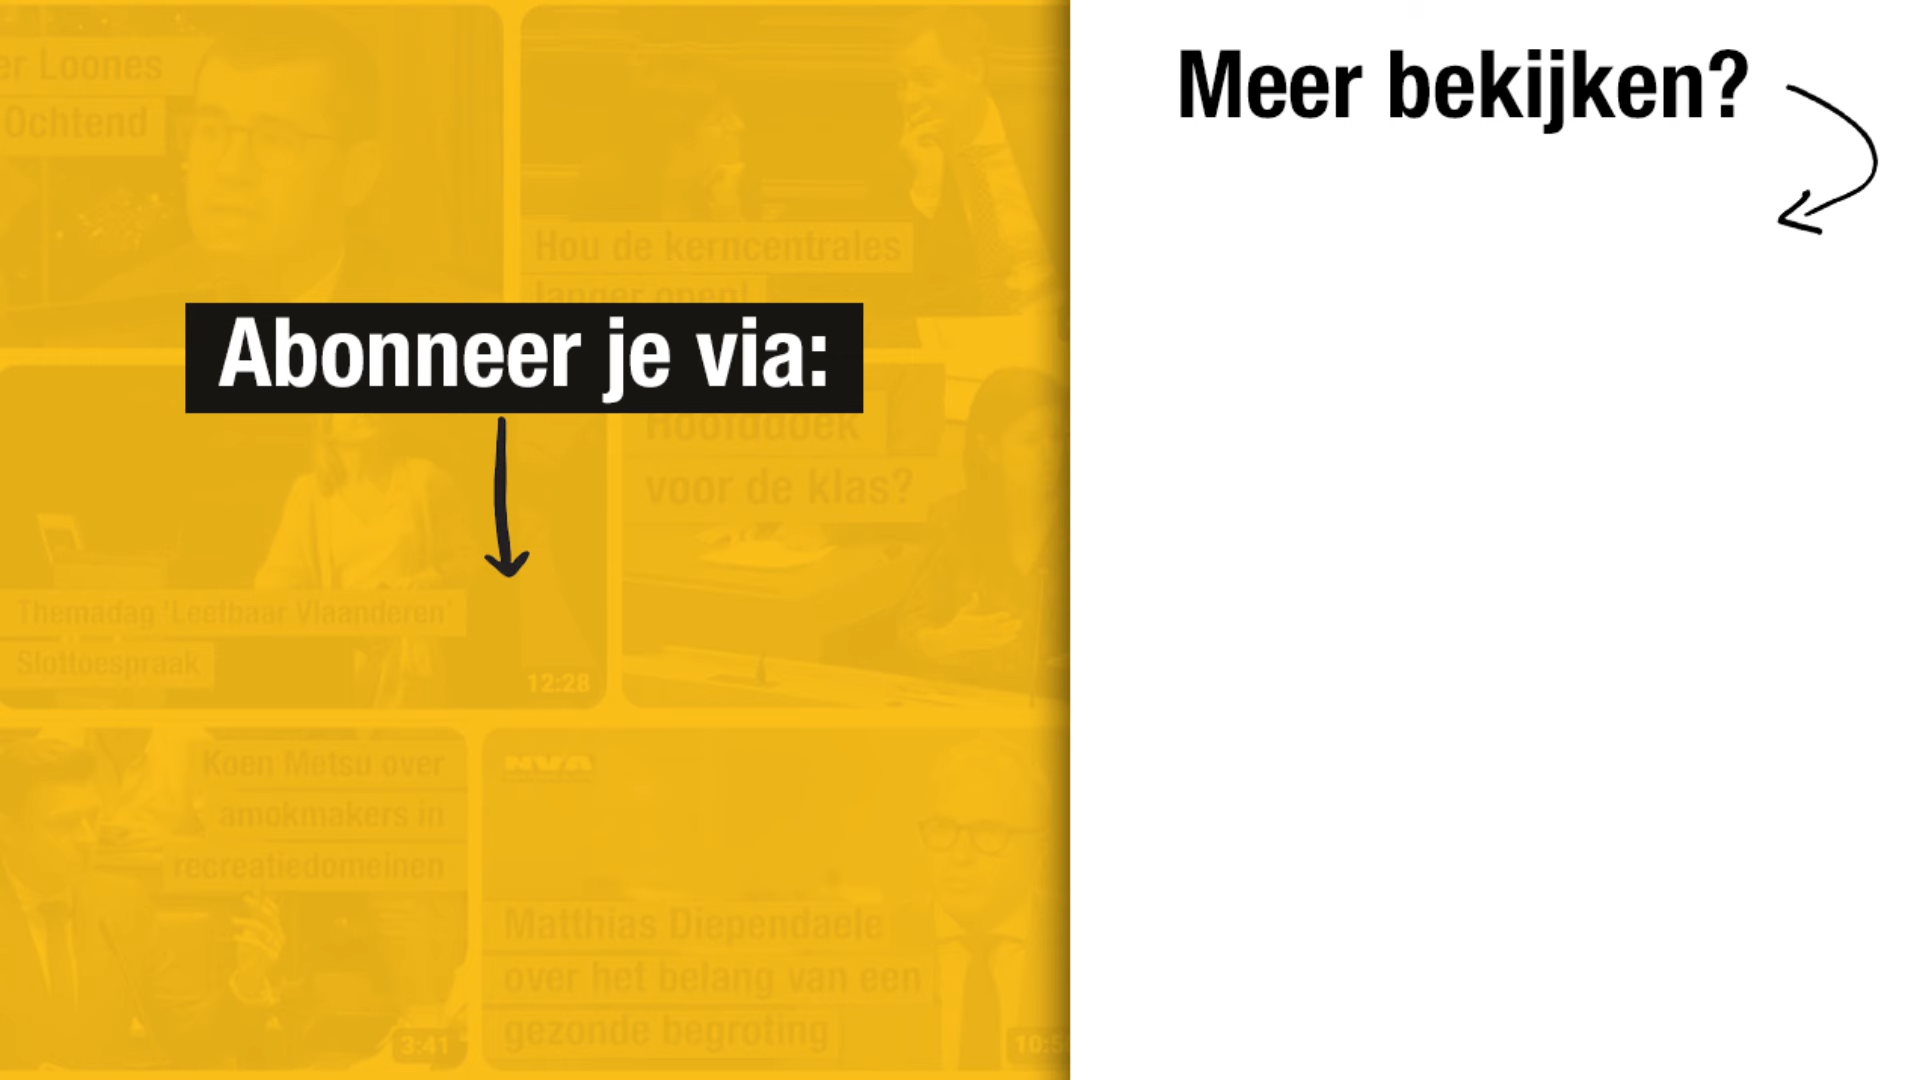 er Loones
Ochtend
Hou de kerncentrales
langer open!
Abonneer je via:
Hoofddoek
voor de klas?
Themadag 'Leefbaar Vlaanderen'
Slottoespraak
12:28
Koen Metsu over
amokmakers in
recreatiedomeinen
3:41
N-VA
Matthias Diependaele
over het belang van een
gezonde begroting
10:5
Meer bekijken?